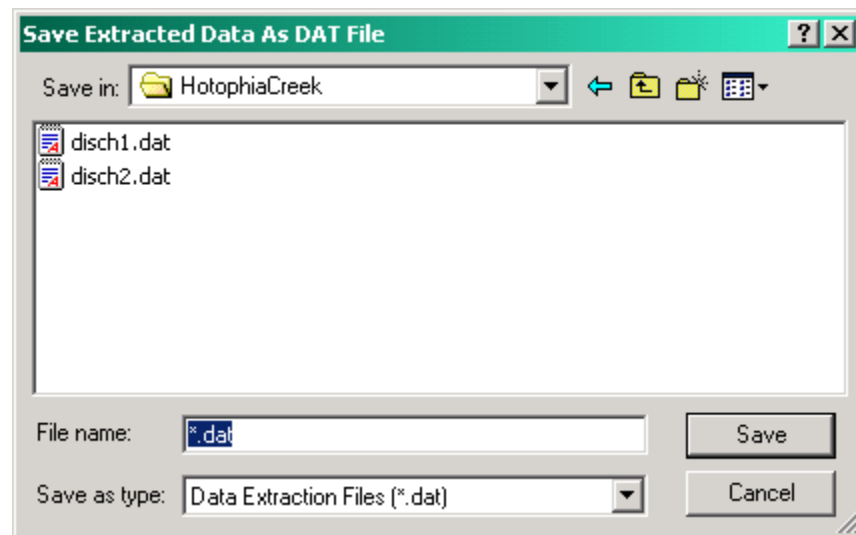 Save Extracted Data As DAT File
Save in: HotophiaCreek
disch1.dat
disch2.dat
File name: *.dat Save
Save as type: Data Extraction Files (*.dat) Cancel